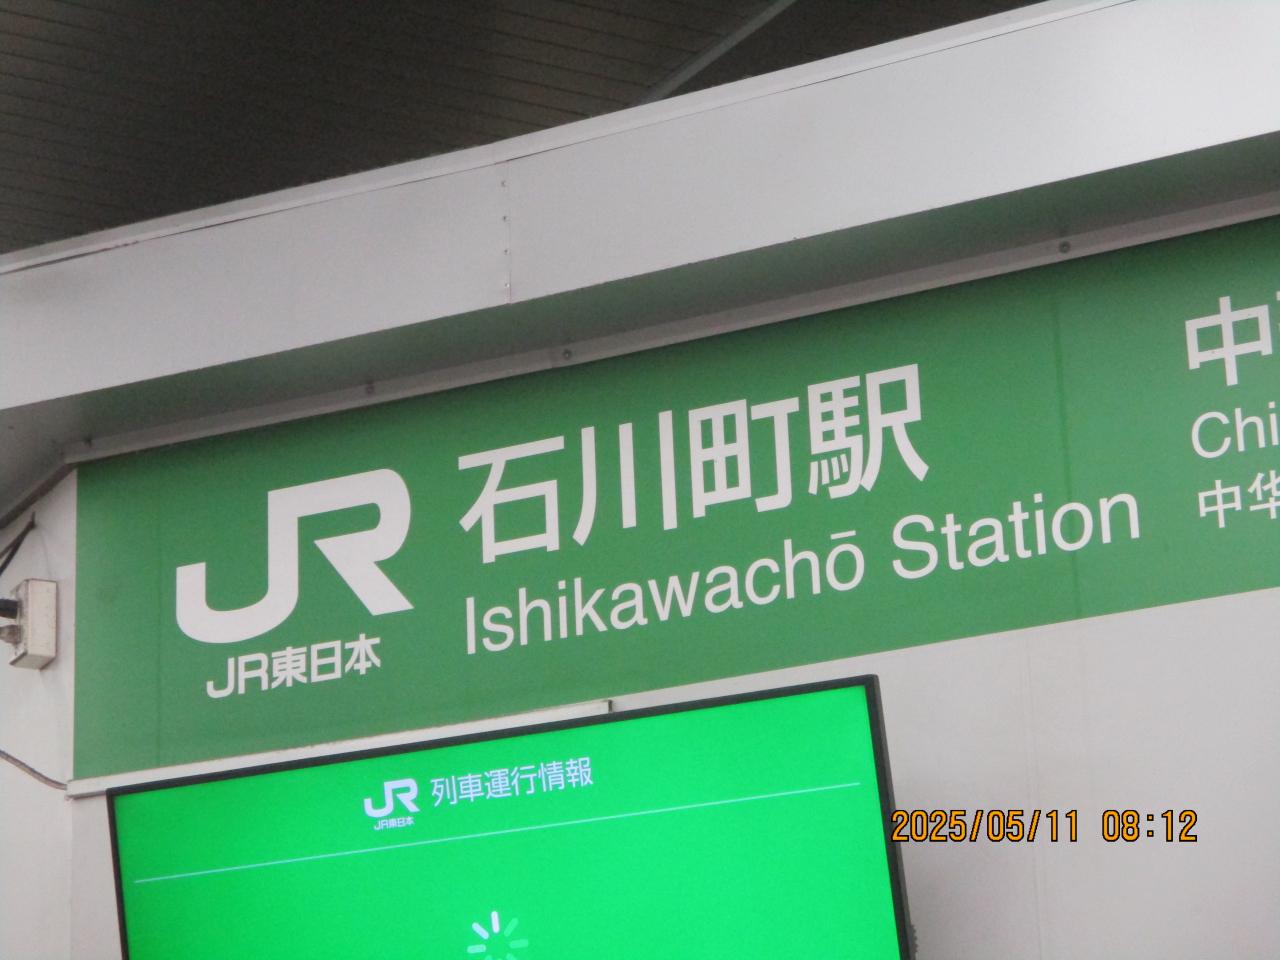 JR
JR東日本
石川町駅
Ishikawachō Station
中
Chi
中华
JR
JR東日本
列車運行情報
2025/05/11 08:12